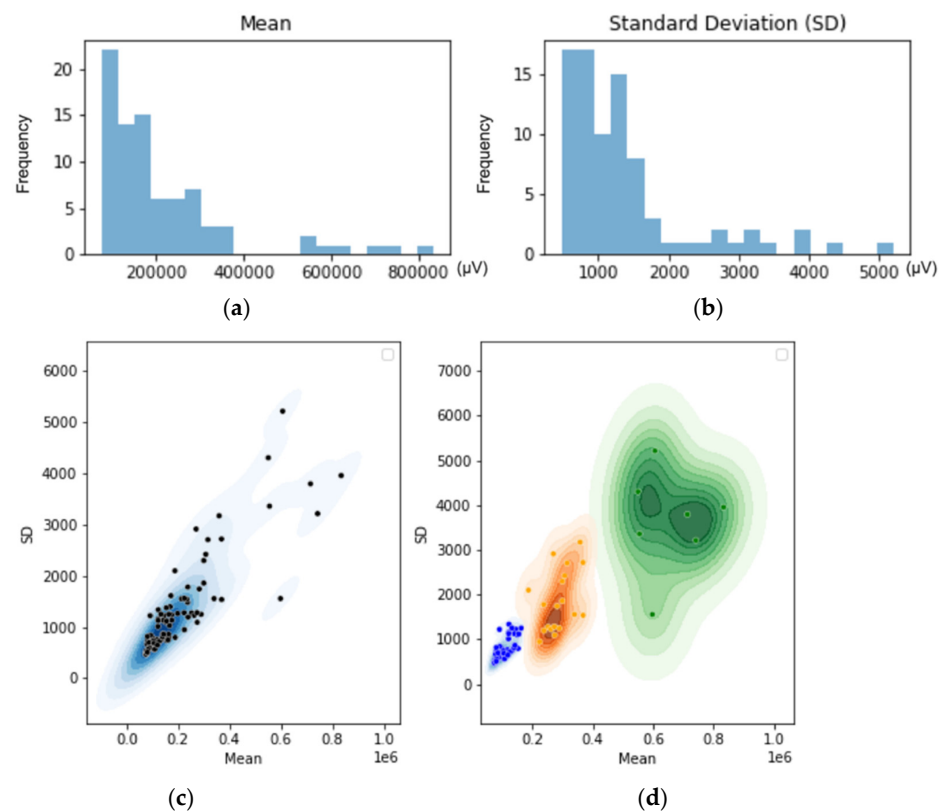 Mean
Frequency
20
15
10
5
0
200000 400000 600000 800000 (μV)
(a)
Standard Deviation (SD)
Frequency
15
10
5
0
1000 2000 3000 4000 5000 (μV)
(b)
SD
6000
5000
4000
3000
2000
1000
0
0.0 0.2 0.4 0.6 0.8 1.0
Mean
1e6
(c)
SD
7000
6000
5000
4000
3000
2000
1000
0
0.2 0.4 0.6 0.8 1.0
Mean
1e6
(d)